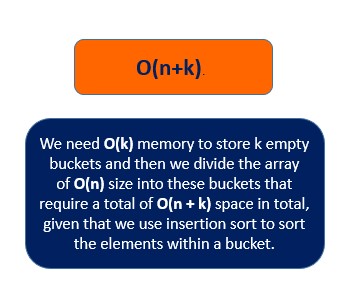 O(n+k).
We need O(k) memory to store k empty
buckets and then we divide the array
of O(n) size into these buckets that
require a total of O(n + k) space in total,
given that we use insertion sort to sort
the elements within a bucket.